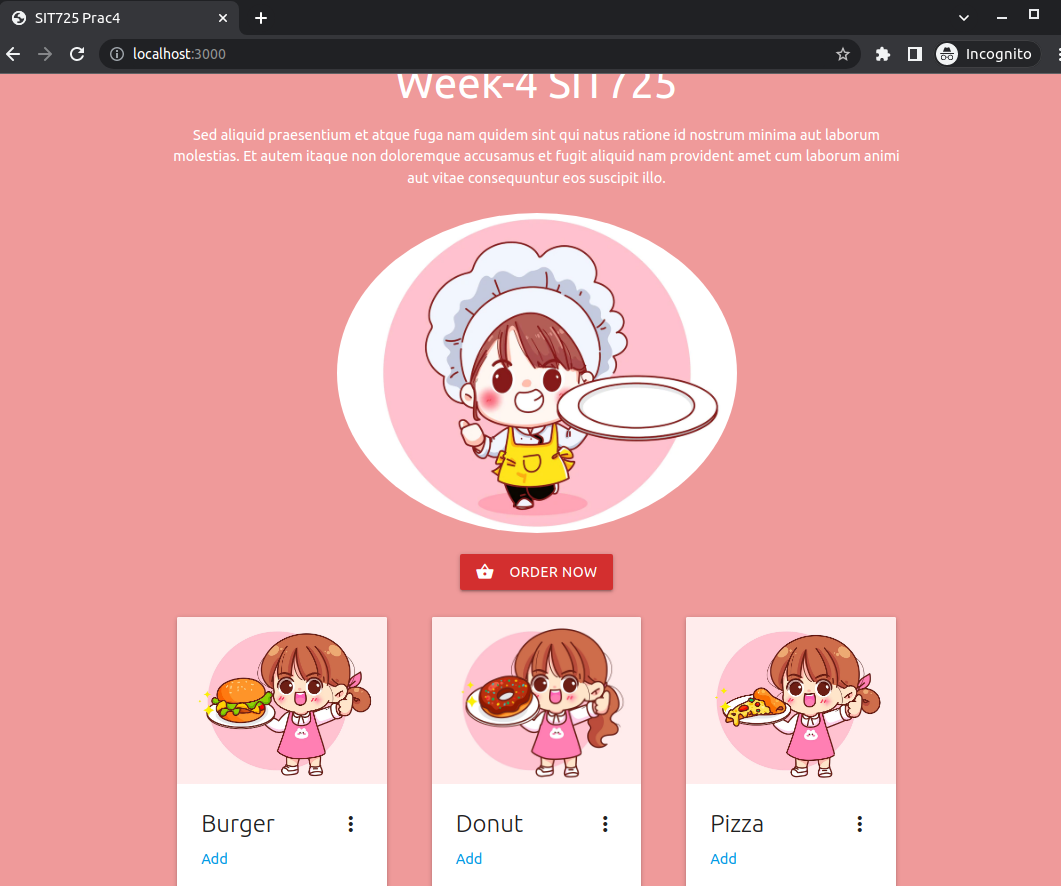 SIT725 Prac4
localhost:3000
Incognito
Week-4 SIT725
Sed aliquid praesentium et atque fuga nam quidem sint qui natus ratione id nostrum minima aut laborum
molestias. Et autem itaque non doloremque accusamus et fugit aliquid nam provident amet cum laborum animi
aut vitae consequuntur eos suscipit illo.
ORDER NOW
Burger
Donut
Pizza
Add
Add
Add